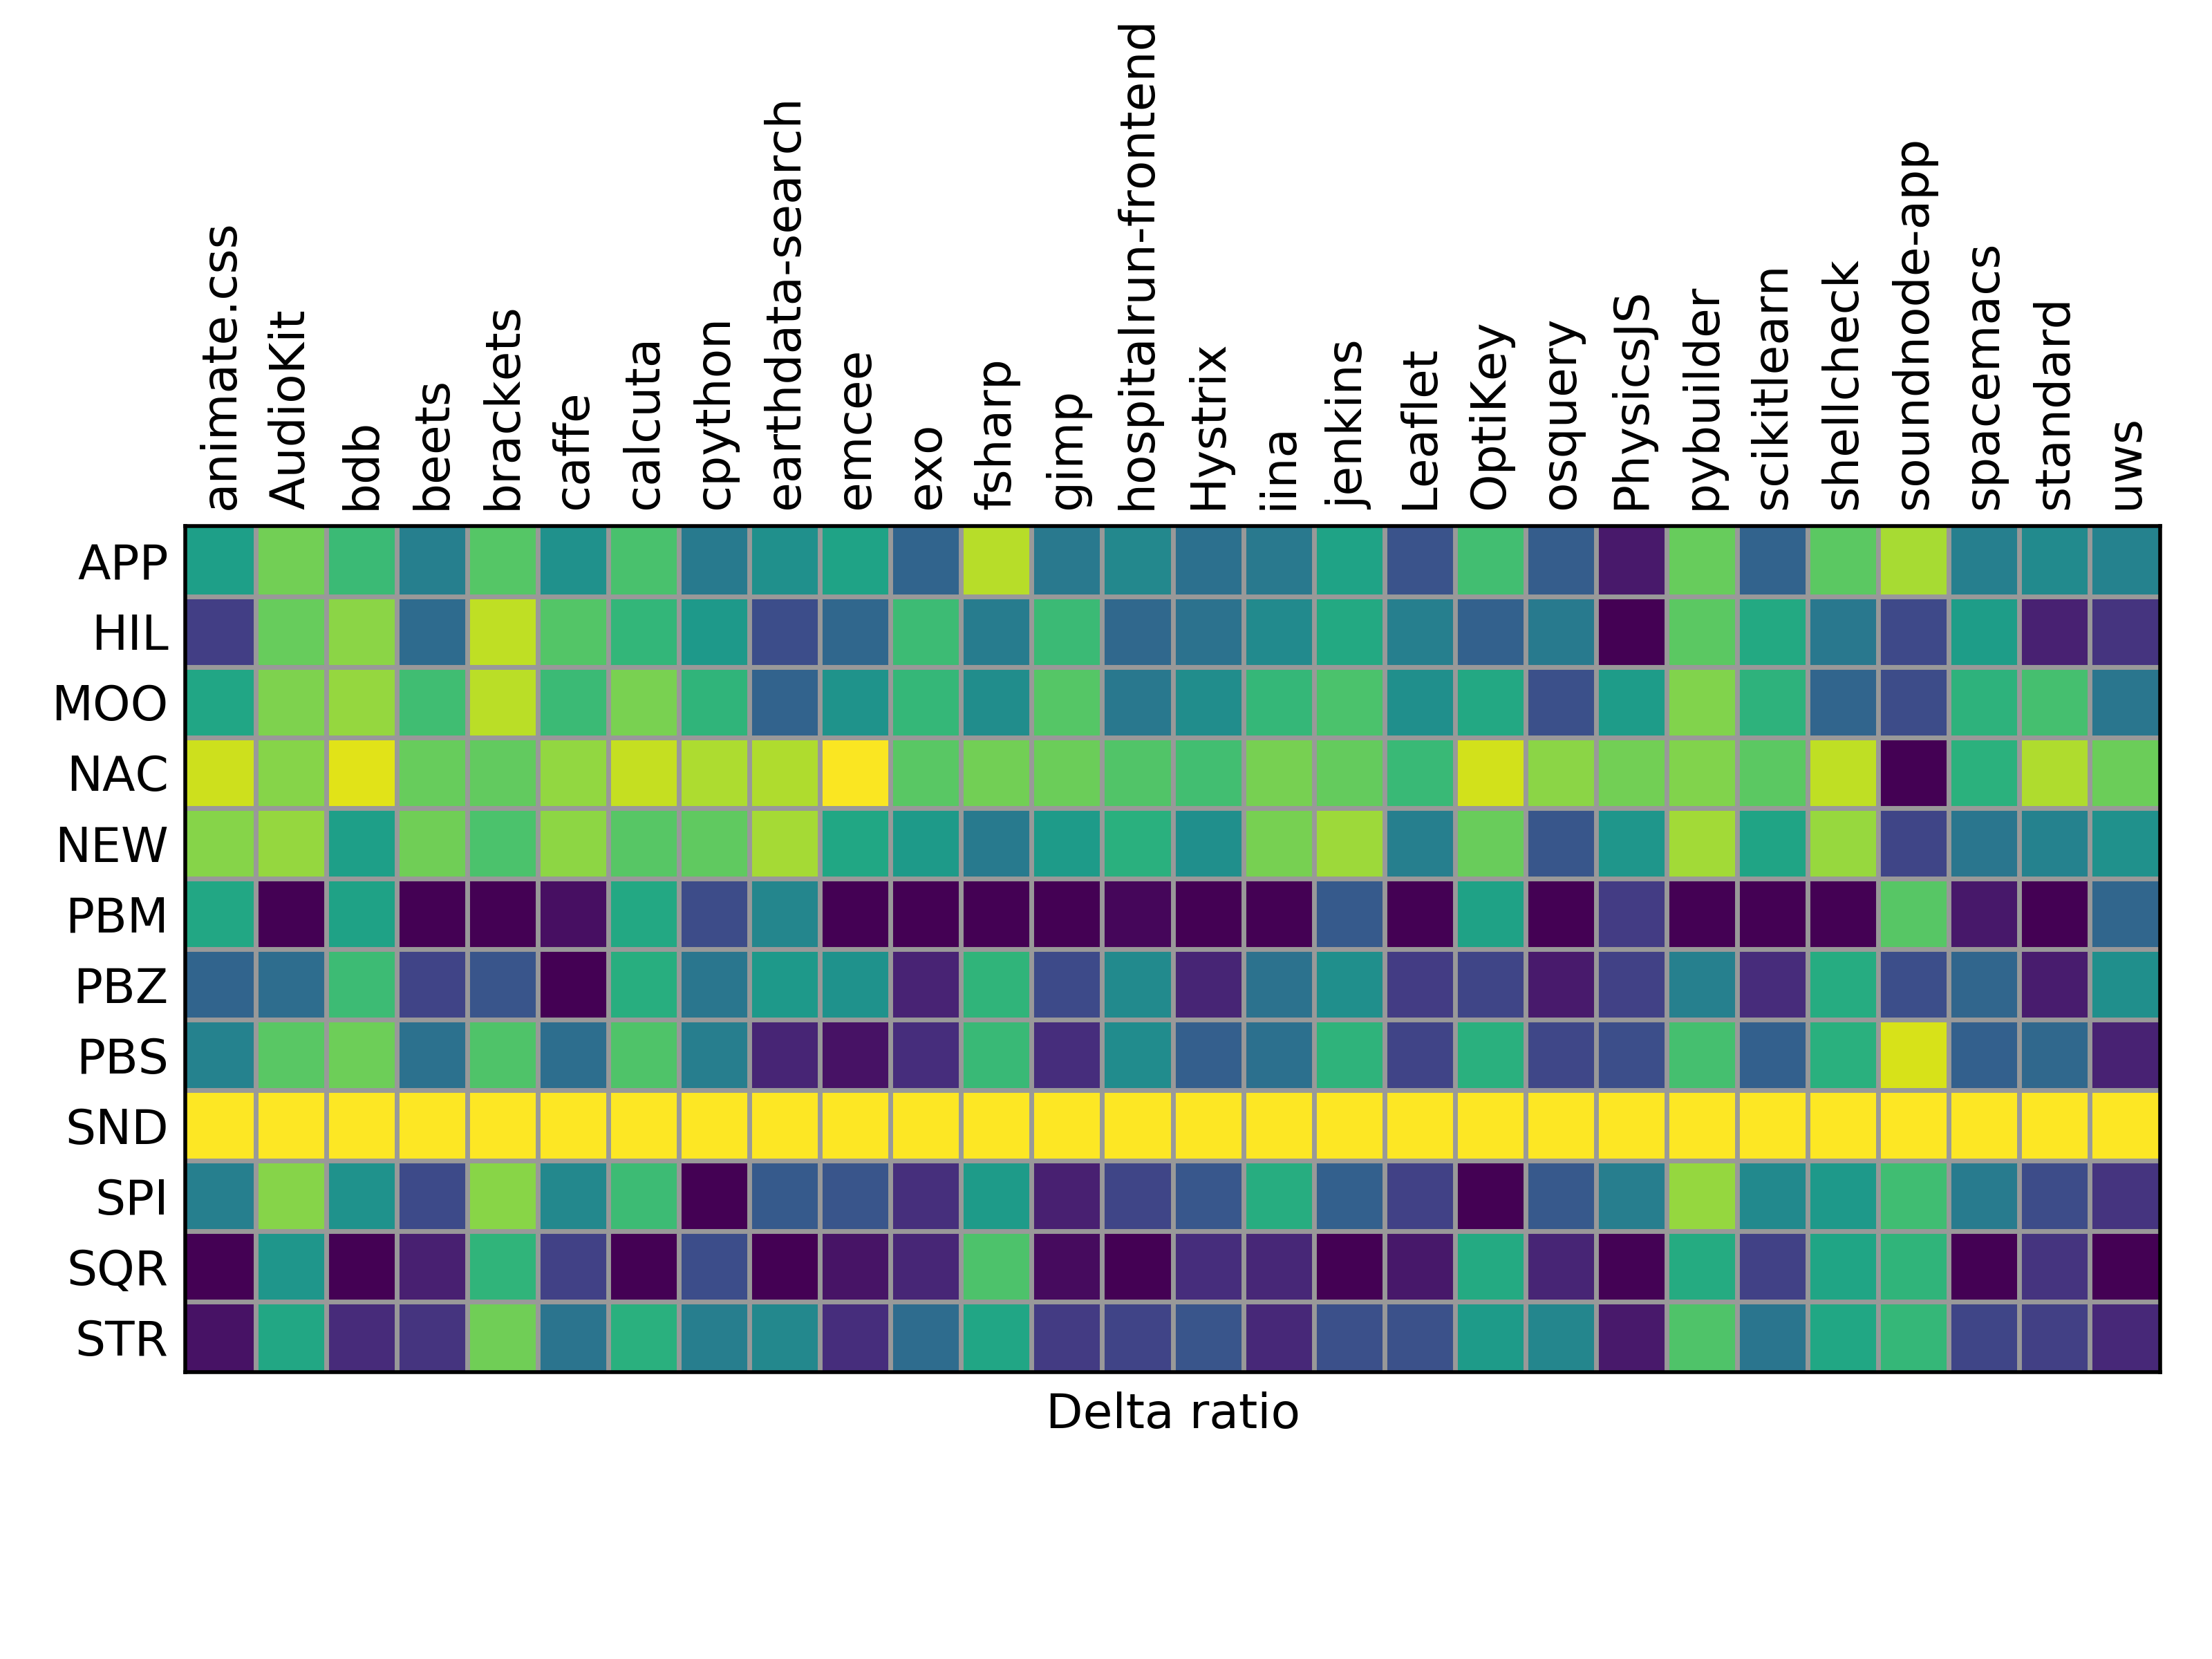 animate.css
AudioKit
bdb
beets
brackets
caffe
calcuta
cpython
earthdata-search
emcee
exo
fsharp
gimp
hospitalrun-frontend
Hystrix
iina
jenkins
Leaflet
OptiKey
osquery
PhysicsJS
pybuilder
scikitlearn
shellcheck
soundnode-app
spacemacs
standard
uws
APP
HIL
MOO
NAC
NEW
PBM
PBZ
PBS
SND
SPI
SQR
STR
Delta ratio